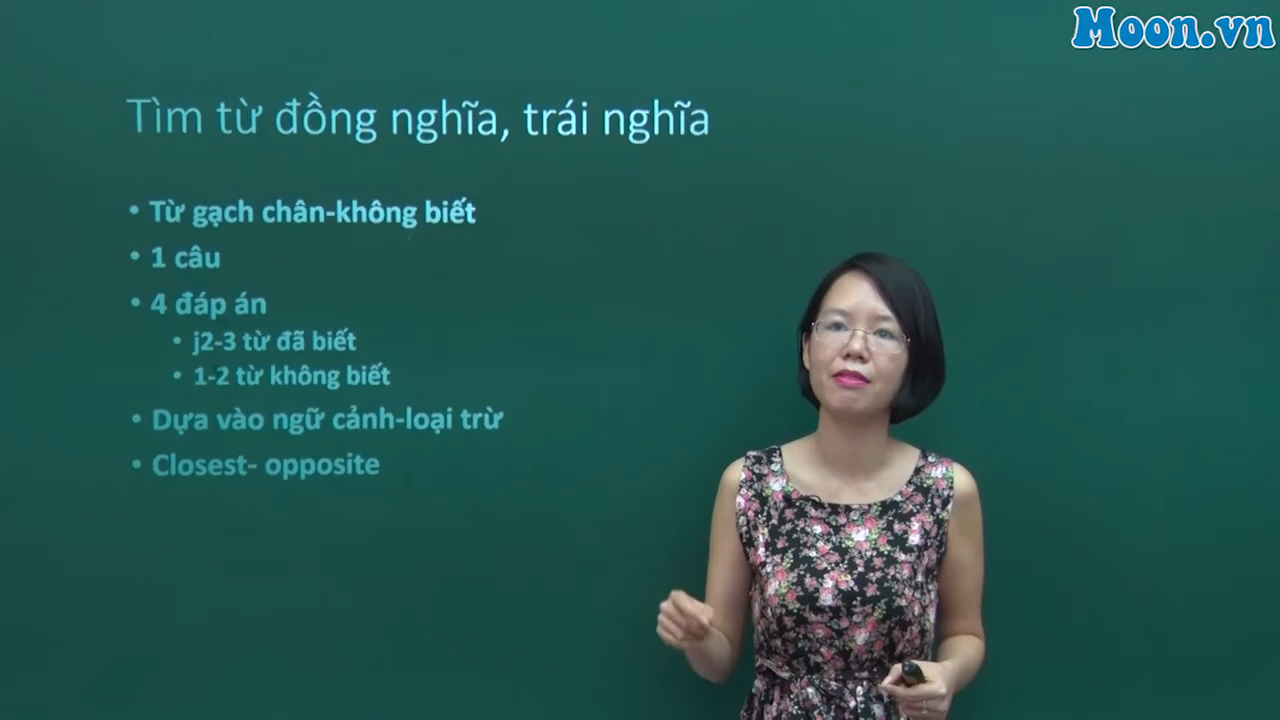 Moon.vn
Tìm từ đồng nghĩa, trái nghĩa
• Từ gạch chân-không biết
• 1 câu
• 4 đáp án
• j2-3 từ đã biết
• 1-2 từ không biết
• Dựa vào ngữ cảnh-loại trừ
• Closest- opposite